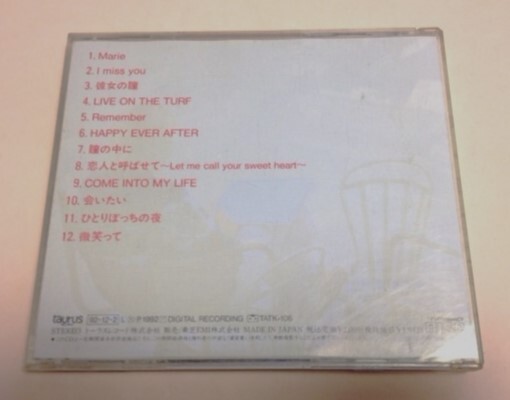 1. Marie
2. I miss you
3. 彼女の瞳
4. LIVE ON THE TURF
5. Remember
6. HAPPY EVER AFTER
7. 瞳の中に
8. 恋人と呼ばせて〜Let me call your sweet heart〜
9. COME INTO MY LIFE
10. 会いたい
11. ひとりぼっちの夜
12. 微笑って
taurus 1992 DIGITAL RECORDING TATK-
STEREO MADE IN JAPAN